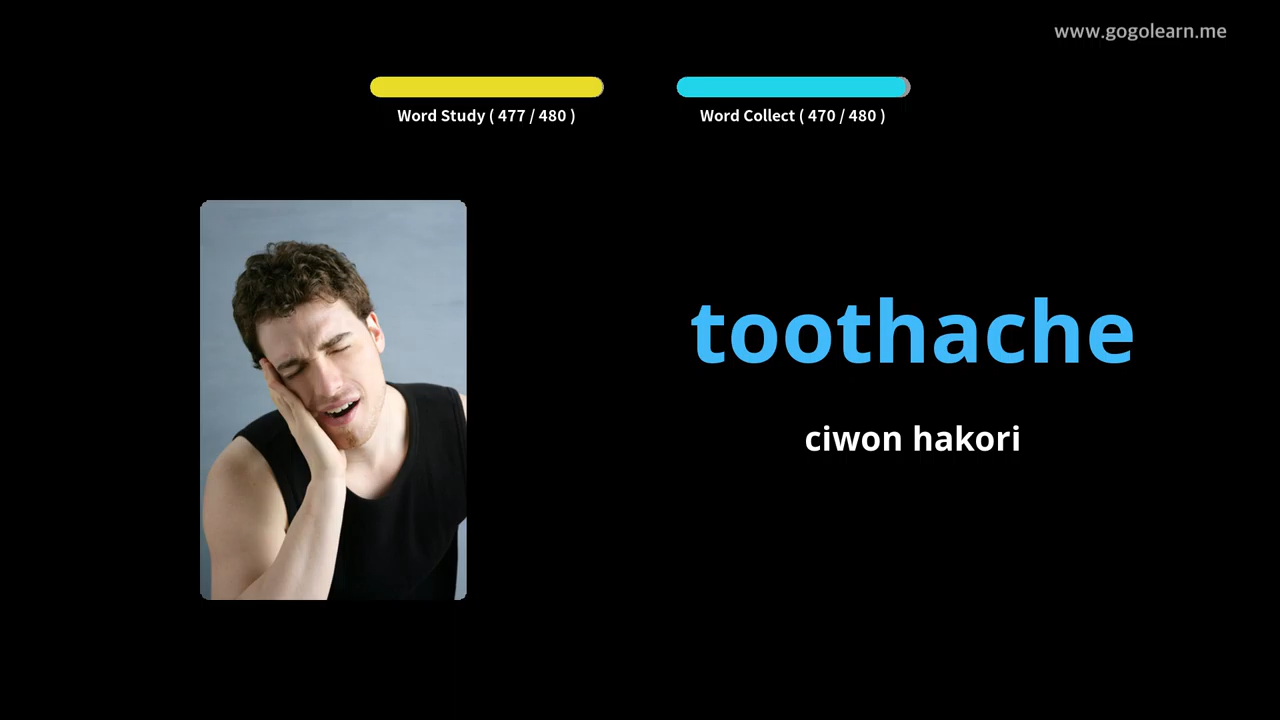 www.gogolearn.me
Word Study ( 477 / 480 )
Word Collect ( 470 / 480 )
toothache
ciwon hakori